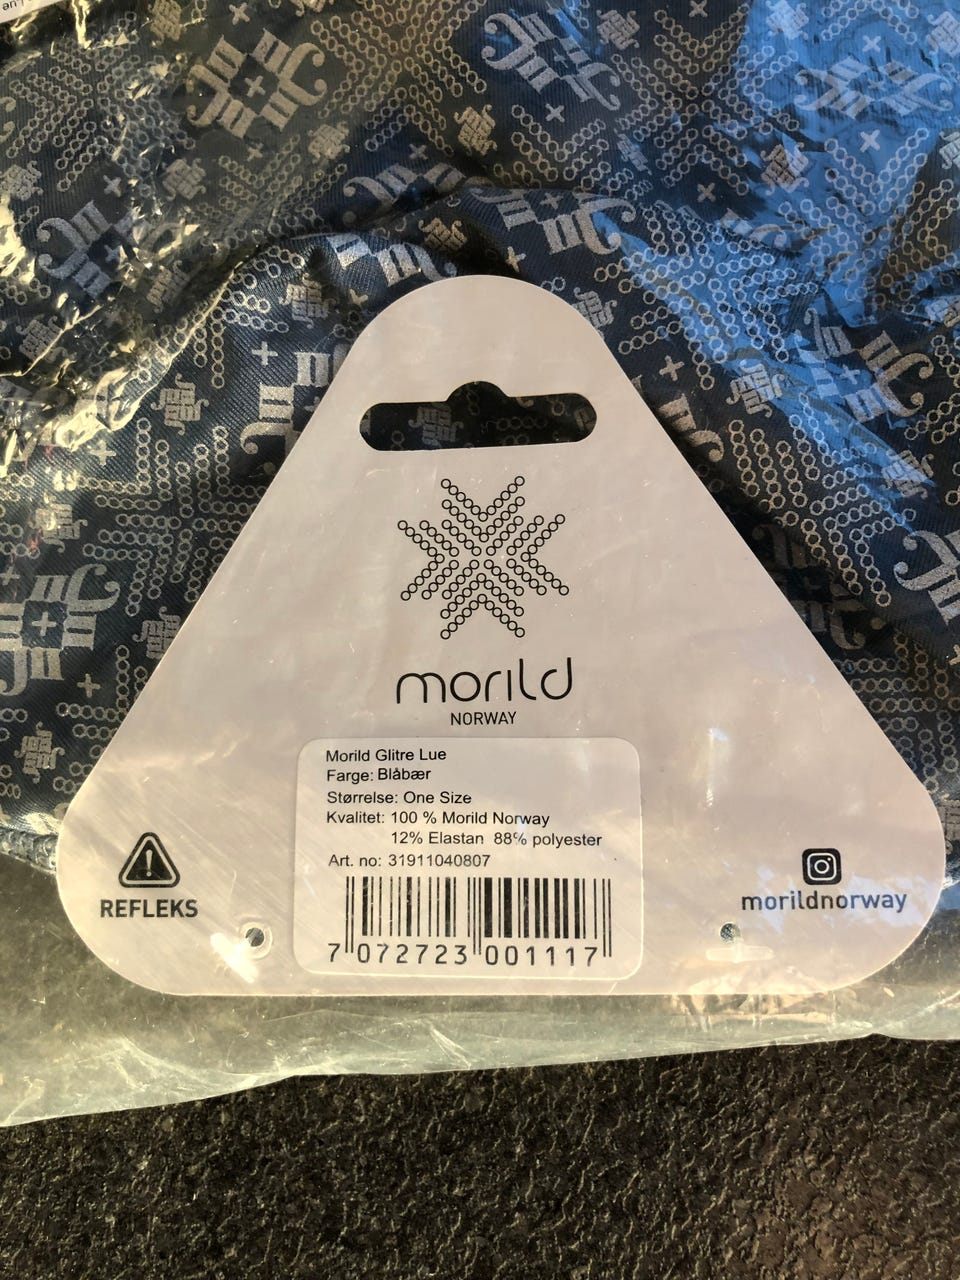 Lue
morild
NORWAY
Morild Glitre Lue
Farge: Blåbær
Størrelse: One Size
Kvalitet: 100 % Morild Norway
12% Elastan 88% polyester
Art. no: 31911040807
7 072723 001117
REFLEKS
morildnorway